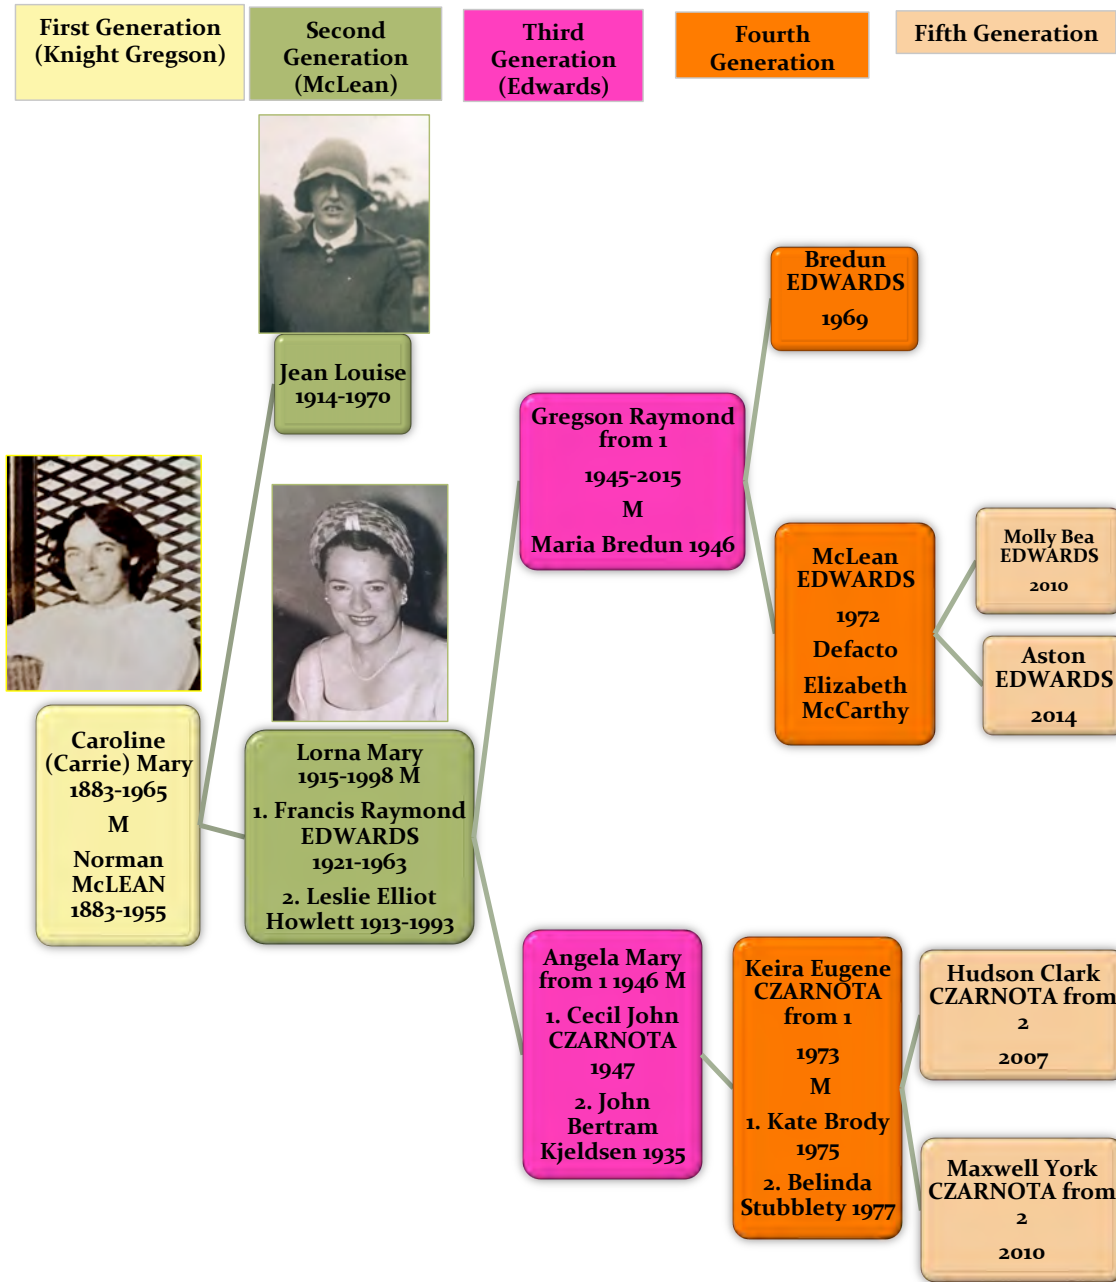 First Generation
(Knight Gregson)
Second
Generation
(McLean)
Third
Generation
(Edwards)
Fourth
Generation
Fifth Generation
Jean Louise
1914-1970
Caroline
(Carrie) Mary
1883-1965
M
Norman
McLEAN
1883-1955
Lorna Mary
1915-1998 M
1. Francis Raymond
EDWARDS
1921-1963
2. Leslie Elliot
Howlett 1913-1993
Gregson Raymond
from 1
1945-2015
M
Maria Bredun 1946
Bredun
EDWARDS
1969
McLean
EDWARDS
1972
Defacto
Elizabeth
McCarthy
Molly Bea
EDWARDS
2010
Aston
EDWARDS
2014
Angela Mary
from 1 1946 M
1. Cecil John
CZARNOTA
1947
2. John
Bertram
Kjeldsen 1935
Keira Eugene
CZARNOTA
from 1
1973
M
1. Kate Brody
1975
2. Belinda
Stubblety 1977
Hudson Clark
CZARNOTA from
2
2007
Maxwell York
CZARNOTA from
2
2010